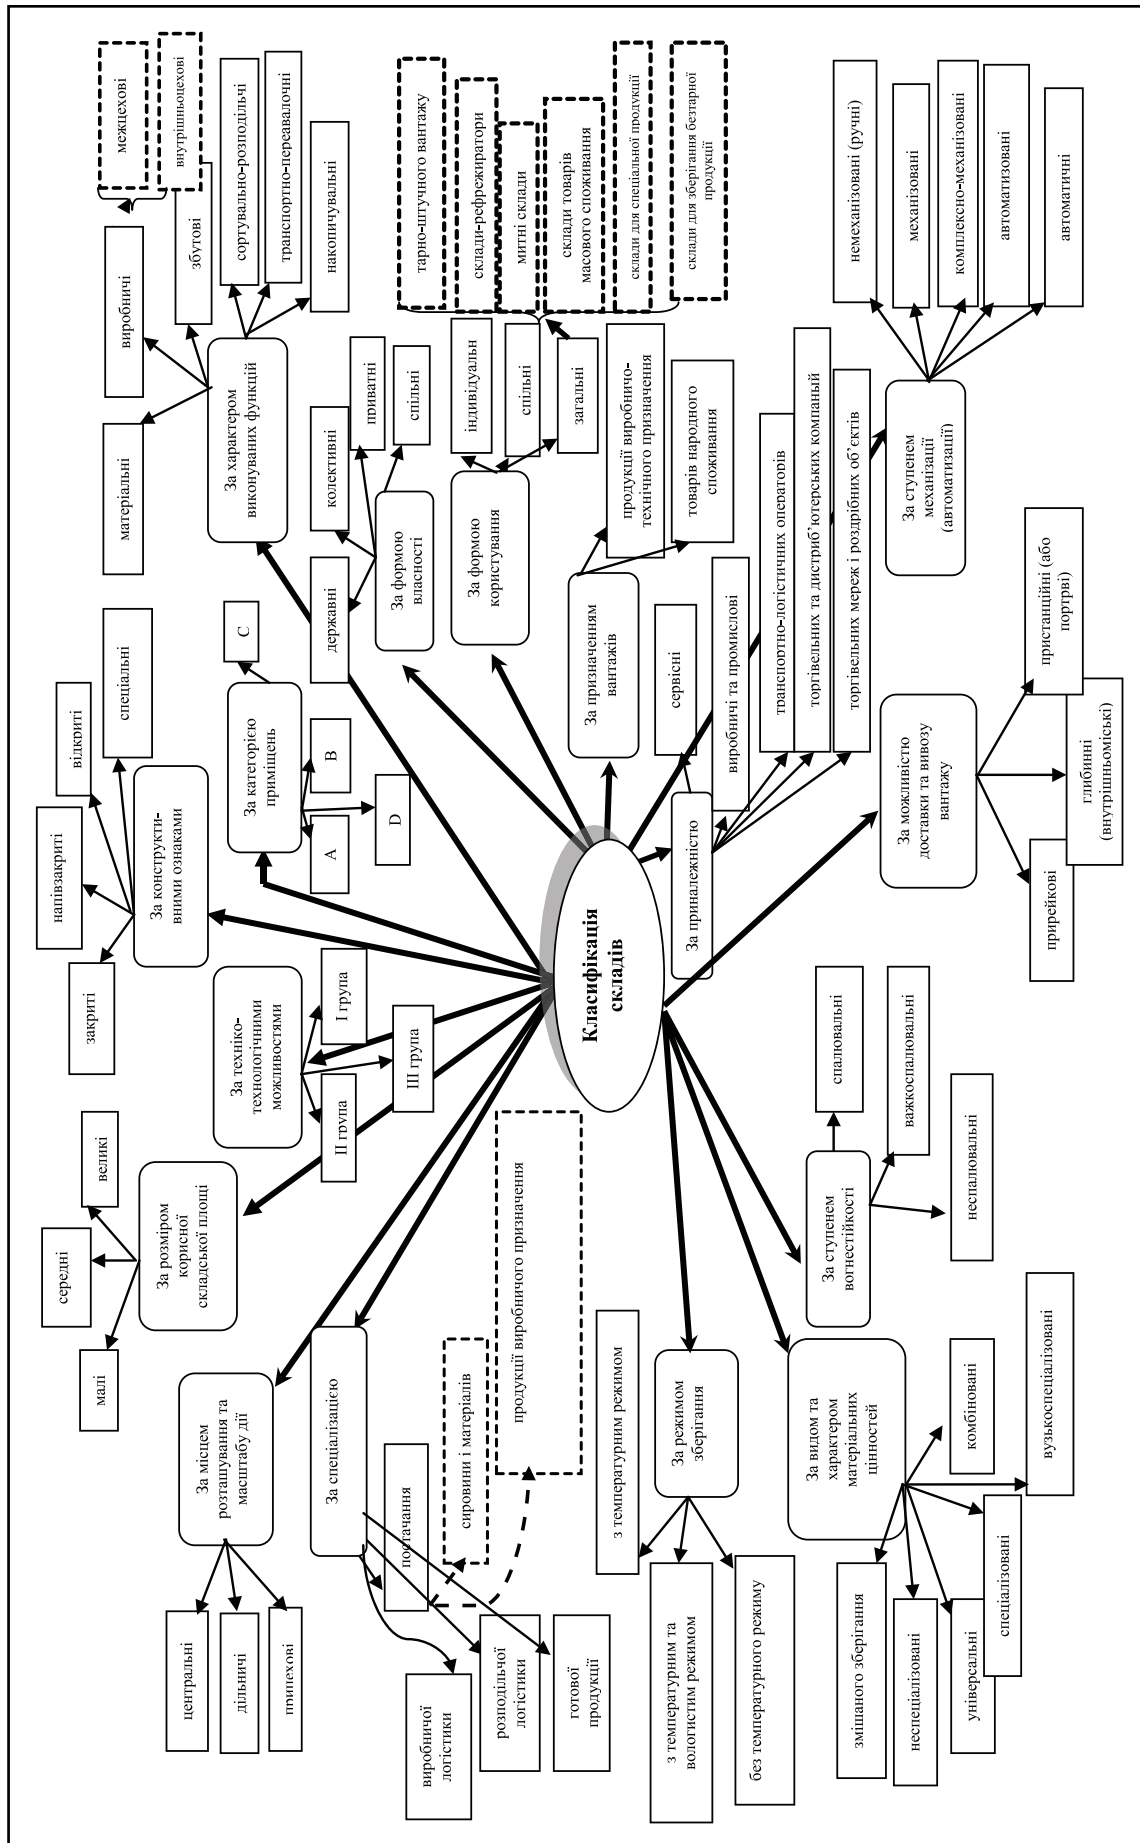 міжцехові
внутрішньоцехові
збутові
сортувально-розподільчі
транспортно-перевалочні
накопичувальні
виробничі
матеріальні
За характером
виконуваних функцій
тарно-штучного вантажу
склади-рефрежиратори
митні склади
склади товарів
масового споживання
склади для спеціальної продукції
склади для зберігання безтарної
продукції
приватні
спільні
колективні
державні
За формою
власності
індивідуальн
спільні
загальні
За формою
користування
продукції виробничо-
технічного призначення
товарів народного
споживання
За призначенням
вантажів
немеханізовані (ручні)
механізовані
комплексно-механізовані
автоматизовані
автоматичні
За ступенем
механізації
(автоматизації)
сервісні
виробничі та промислові
транспортно-логістичних операторів
торгівельних та дистриб’ютерських компаный
торгівельних мереж і роздрібних об’єктів
За приналежністю
С
В
А
D
За категорією
приміщень
спеціальні
відкриті
напівзакриті
закриті
За конструкти-
вними ознаками
пристанційні (або
портрві)
глибинні
(внутрішньоміські)
прирейкові
За можливістю
доставки та вивозу
вантажу
Класифікація
складів
І група
ІІ група
ІІІ група
За техніко-
технологічними
можливостями
великі
середні
малі
За розміром
корисної
складської площі
спалювальні
важкоспалювальні
неспалювальні
За ступенем
вогнестійкості
За місцем
розташування та
масштабу дії
центральні
дільничі
За спеціалізацією
постачання
сировини і матеріалів
продукції виробничого призначення
виробничої
логістики
розподільчої
логістики
готової
продукції
За режимом
зберігання
з температурним режимом
з температурним та
вологистим режимом
без температурного режиму
За видом та
характером
матеріальних
цінностей
комбіновані
вузькоспеціалізовані
спеціалізовані
універсальні
неспеціалізовані
змішаного зберігання